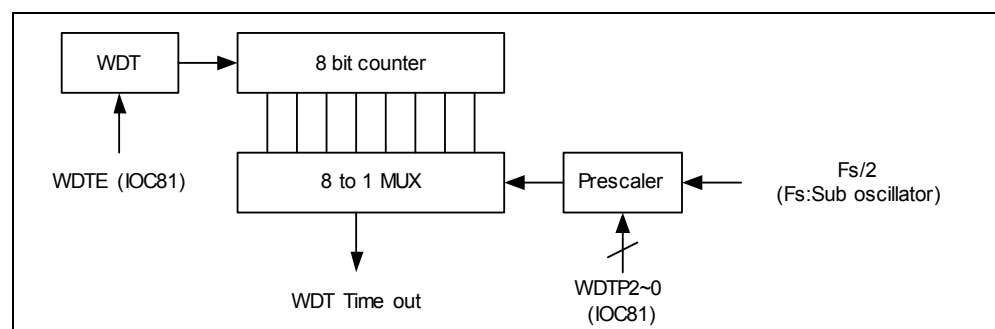 WDT
8 bit counter
WDTE (IOC81)
8 to 1 MUX
Prescaler
Fs/2
(Fs:Sub oscillator)
WDT Time out
WDTP2~0
(IOC81)